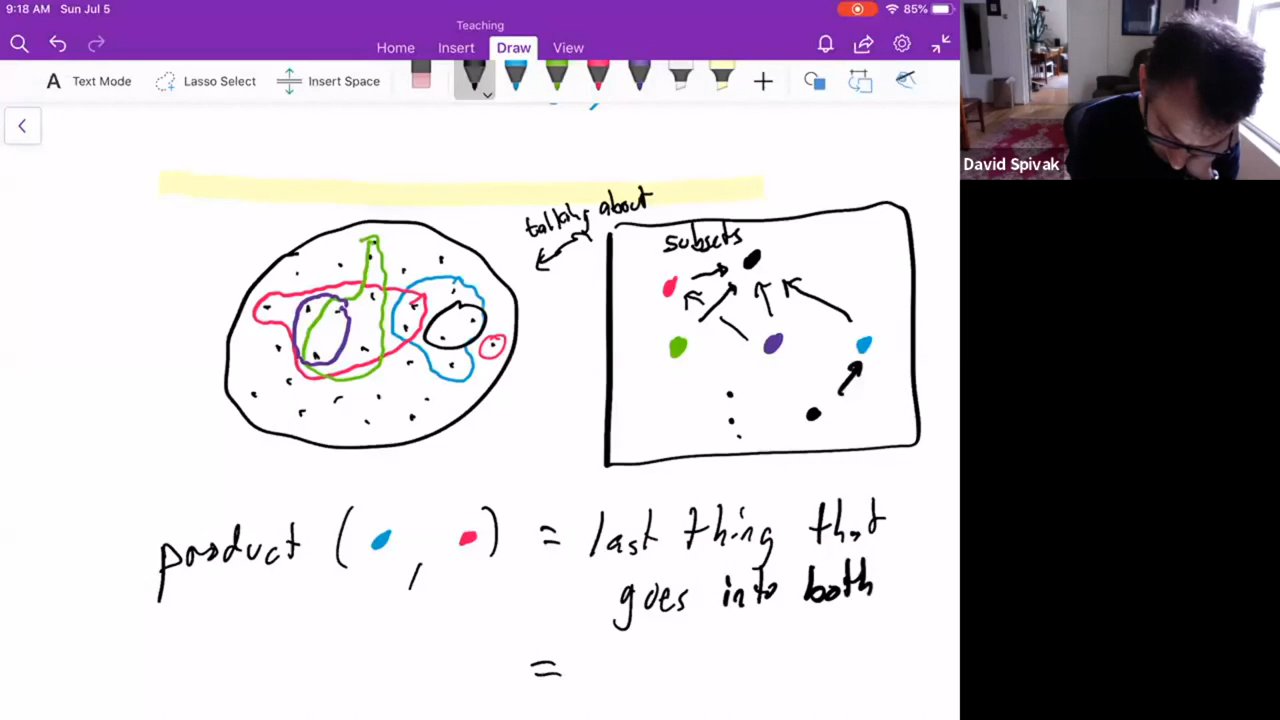 9:18 AM Sun Jul 5
85%
Teaching
Home Insert Draw View
A Text Mode Lasso Select Insert Space
David Spivak
talking about
subsets
product ( , ) = last thing that
goes into both
=